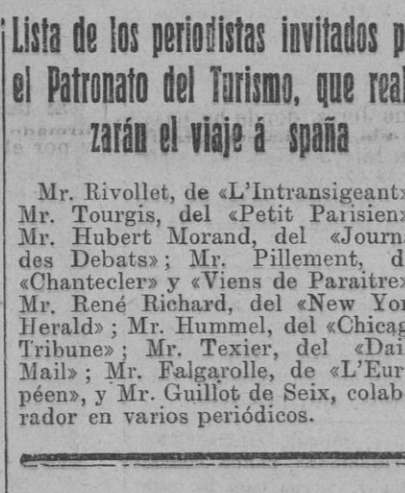 Lista de los periodistas invitados p
el Patronato del Turismo, que real
zarán el viaje á spaña
Mr. Rivollet, de «L'Intransigeant»
Mr. Tourgis, del «Petit Parisien»
Mr. Hubert Morand, del «Journ
des Debats»; Mr. Pillement, d
«Chantecler» y «Viens de Paraitre»
Mr. René Richard, del «New Yor
Herald»; Mr. Hummel, del «Chicag
Tribune»; Mr. Texier, del «Dai
Mail»; Mr. Falgarolle, de «L'Eur
péen», y Mr. Guillot de Seix, colab
rador en varios periódicos.